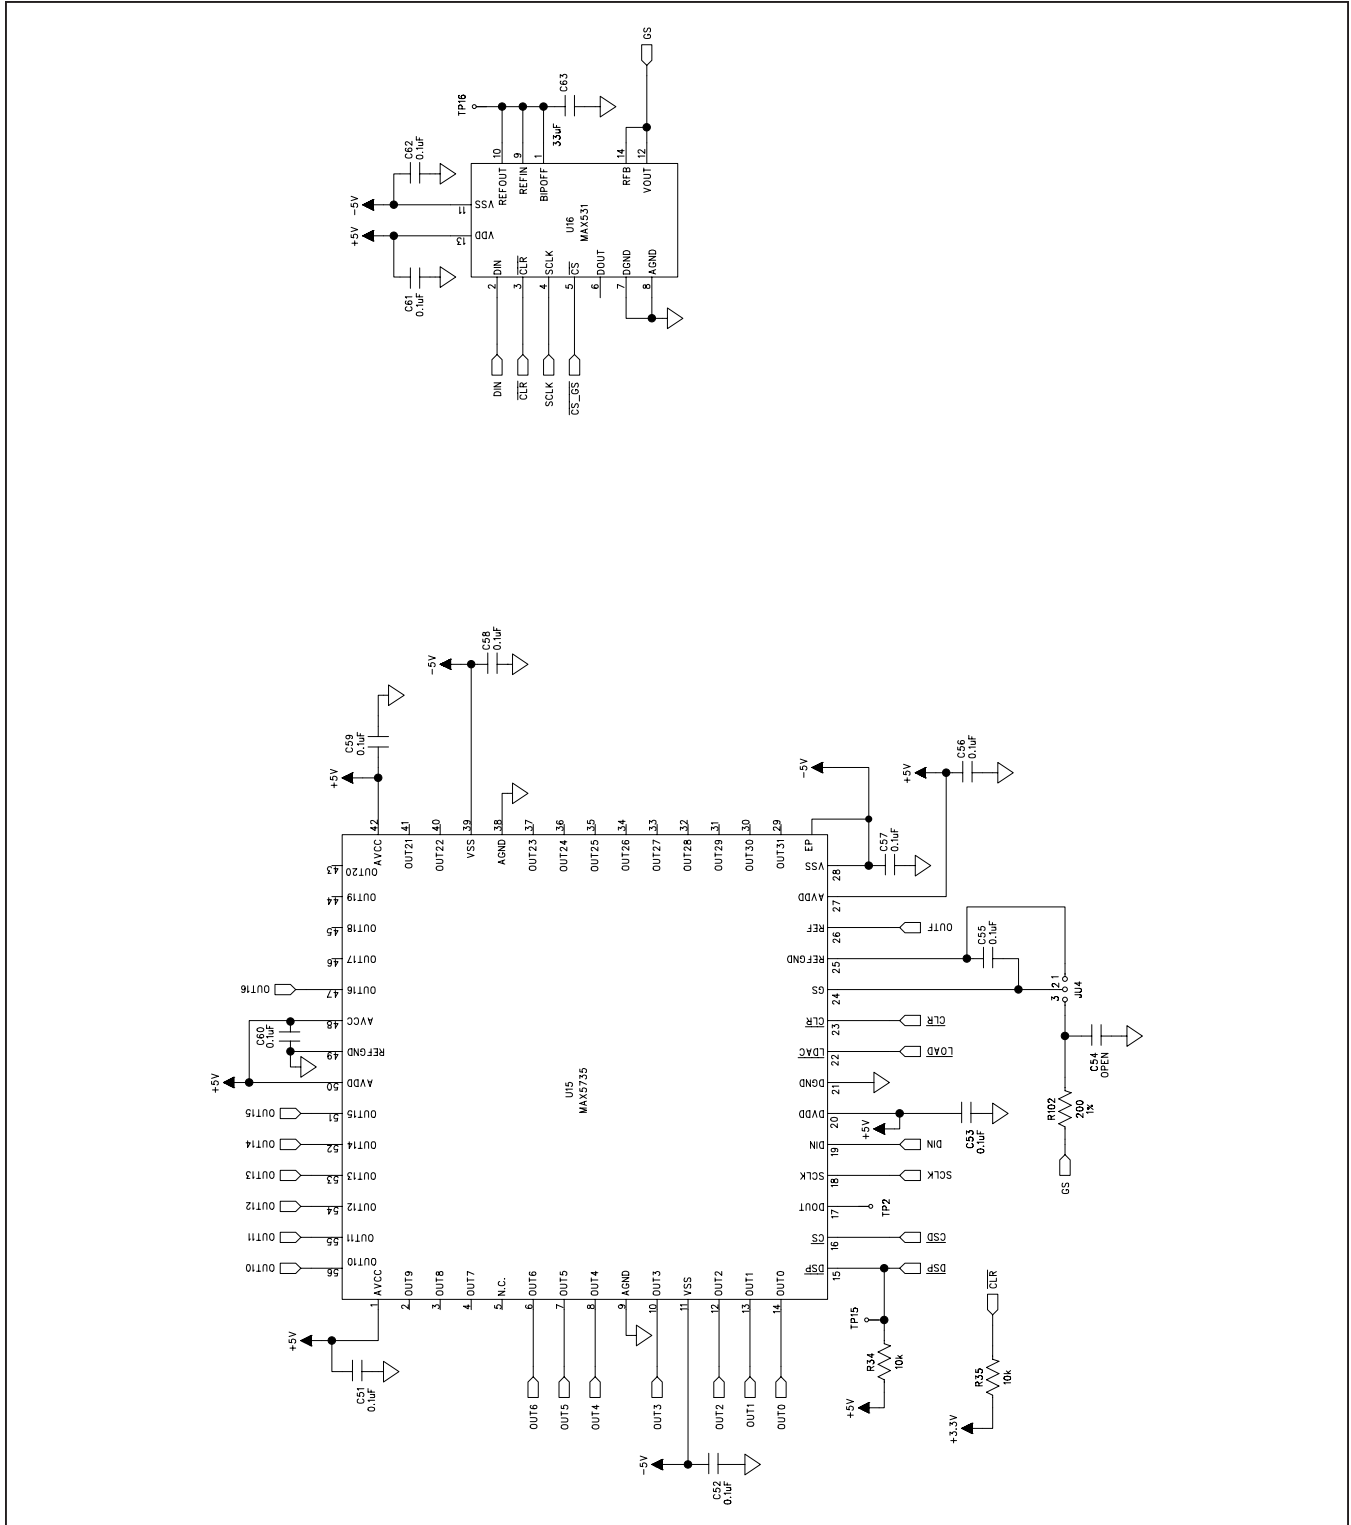 GS
TP16
C63
33uF
C62
0.1uF
-5V
+5V
C61
0.1uF
10
9
1
14
12
REFOUT
REFIN
BIPOFF
RFB
VOUT
11
VSS
13
VDD
U16
MAX531
DIN
CLR
SCLK
CS
DOUT
DGND
AGND
2
3
4
5
6
7
8
DIN
CLR
SCLK
CS_GS
-5V
C58
0.1uF
C59
0.1uF
+5V
-5V
+5V
C56
0.1uF
C57
0.1uF
42
41
40
39
38
37
36
35
34
33
32
31
30
29
AVCC
OUT21
OUT22
VSS
AGND
OUT23
OUT24
OUT25
OUT26
OUT27
OUT28
OUT29
OUT30
OUT31
EP
43
OUT20
44
OUT19
45
OUT18
46
OUT17
OUT16
47
OUT16
48
AVCC
C60
0.1uF
49
REFGND
+5V
50
AVDD
OUT15
51
OUT15
OUT14
52
OUT14
OUT13
53
OUT13
OUT12
54
OUT12
OUT11
55
OUT11
OUT10
56
OUT10
U15
MAX5735
VSS
28
AVDD
27
REF
26
OUTF
REFGND
25
C55
0.1uF
GS
24
1
2
3
JU4
CLR
23
CLR
LDAC
22
LOAD
C54
OPEN
DGND
21
DVDD
20
+5V
C53
0.1uF
R102
200
1%
GS
DIN
19
DIN
SCLK
18
SCLK
DOUT
17
TP2
CS
16
CSD
DSP
15
DSP
AVCC
OUT9
OUT8
OUT7
N.C.
OUT6
OUT5
OUT4
AGND
OUT3
VSS
OUT2
OUT1
OUT0
1
2
3
4
5
6
7
8
9
10
11
12
13
14
+5V
C51
0.1uF
OUT6
OUT5
OUT4
OUT3
OUT2
OUT1
OUT0
-5V
C52
0.1uF
TP15
R34
10k
+5V
CLR
R35
10k
+3.3V